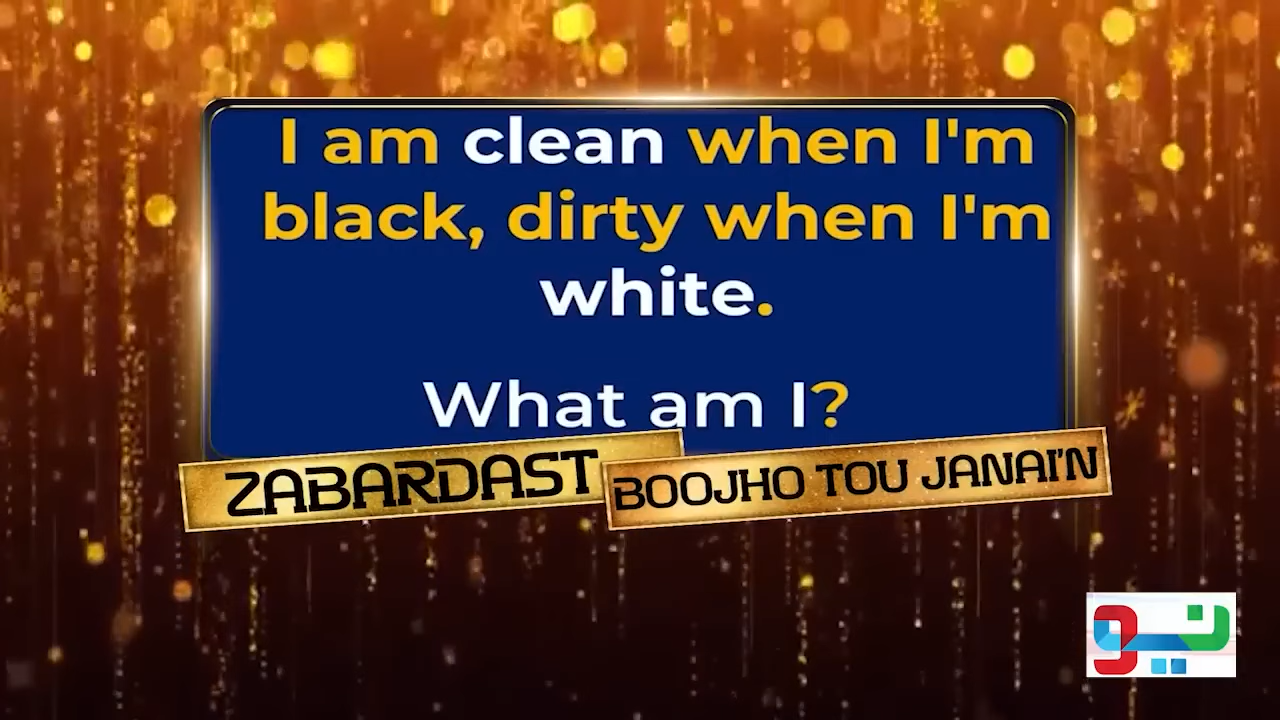 I am clean when I'm
black, dirty when I'm
white.
What am I?
ZABARDAST
BOOJHO TOU JANAI'N
نیو